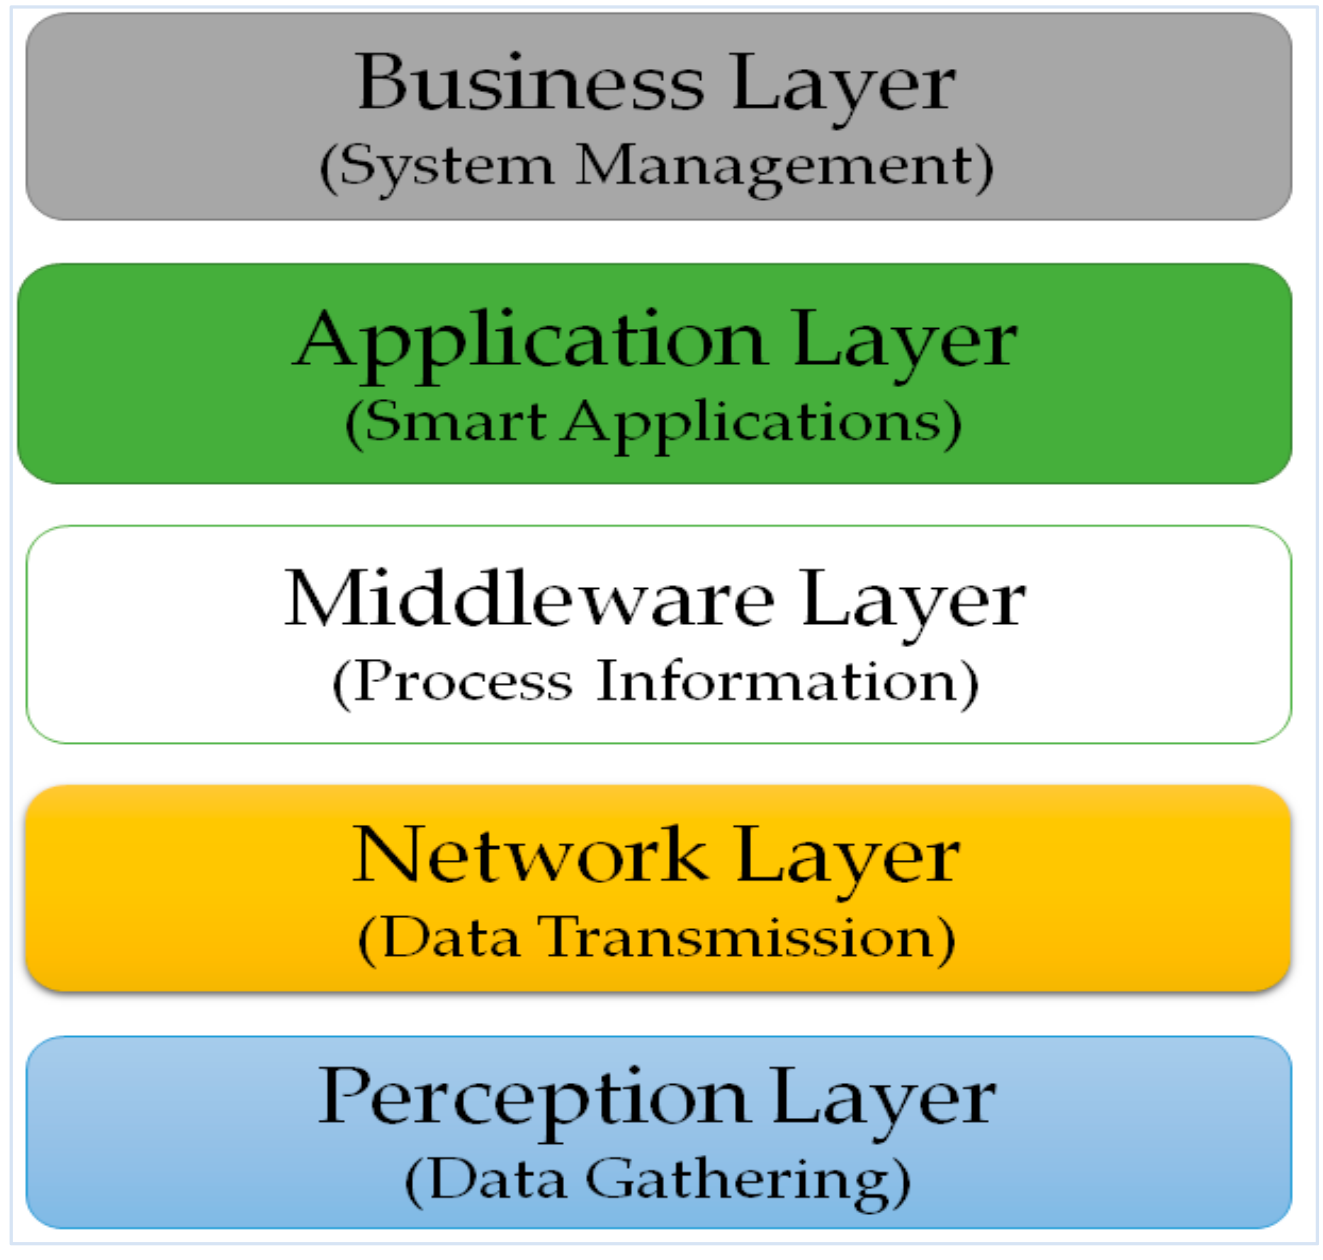 Business Layer
(System Management)
Application Layer
(Smart Applications)
Middleware Layer
(Process Information)
Network Layer
(Data Transmission)
Perception Layer
(Data Gathering)